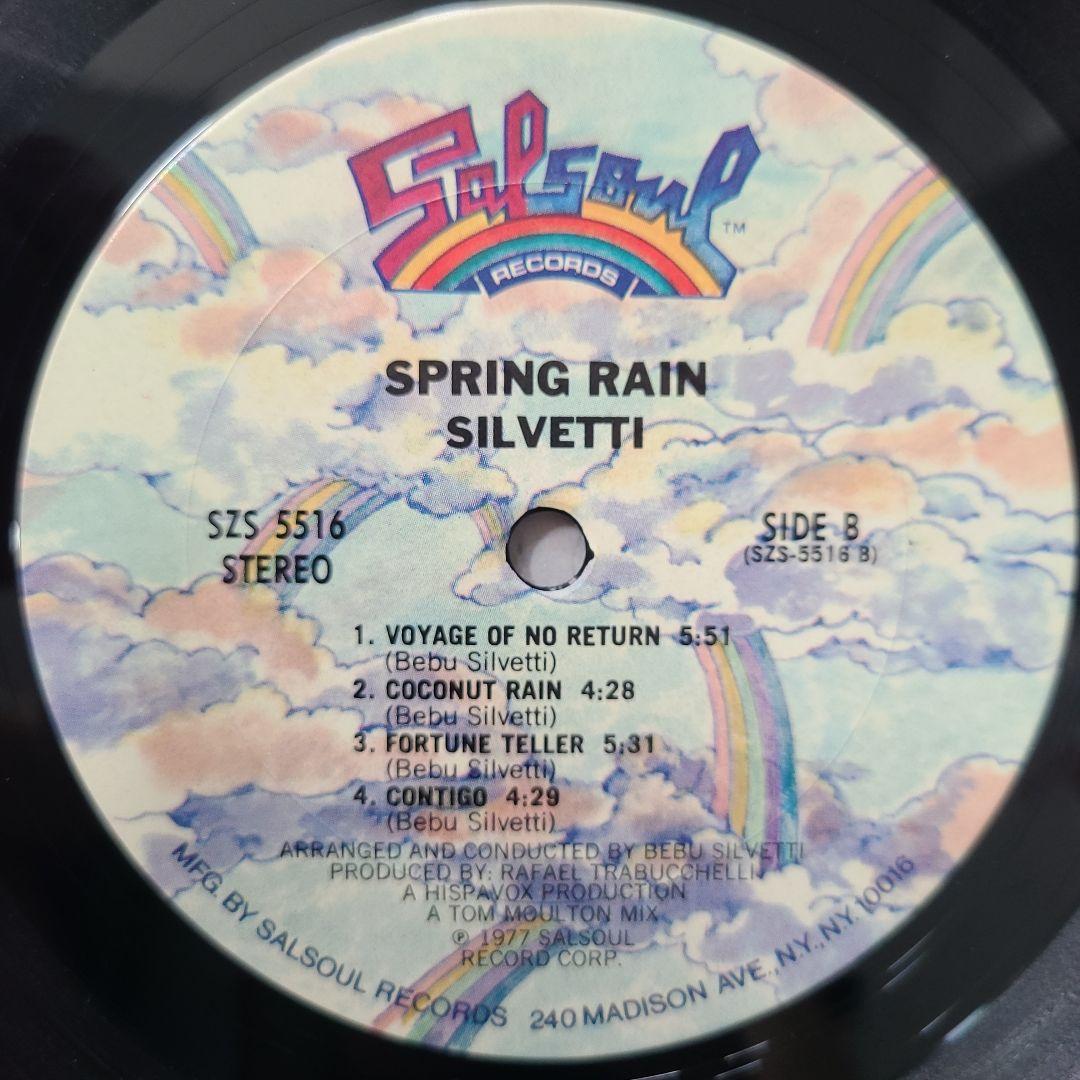 Salsoul
TM
RECORDS
SPRING RAIN
SILVETTI
SZS 5516
STEREO
SIDE B
(SZS-5516 B)
1. VOYAGE OF NO RETURN 5:51
(Bebu Silvetti)
2. COCONUT RAIN 4:28
(Bebu Silvetti)
3. FORTUNE TELLER 5:31
(Bebu Silvetti)
4. CONTIGO 4:29
(Bebu Silvetti)
ARRANGED AND CONDUCTED BY BEBU SILVETTI
PRODUCED BY: RAFAEL TRABUCCHELLI
A HISPAVOX PRODUCTION
A TOM MOULTON MIX
℗ 1977 SALSOUL
RECORD CORP.
MFG. BY SALSOUL RECORDS 240 MADISON AVE., N.Y., N.Y. 10016